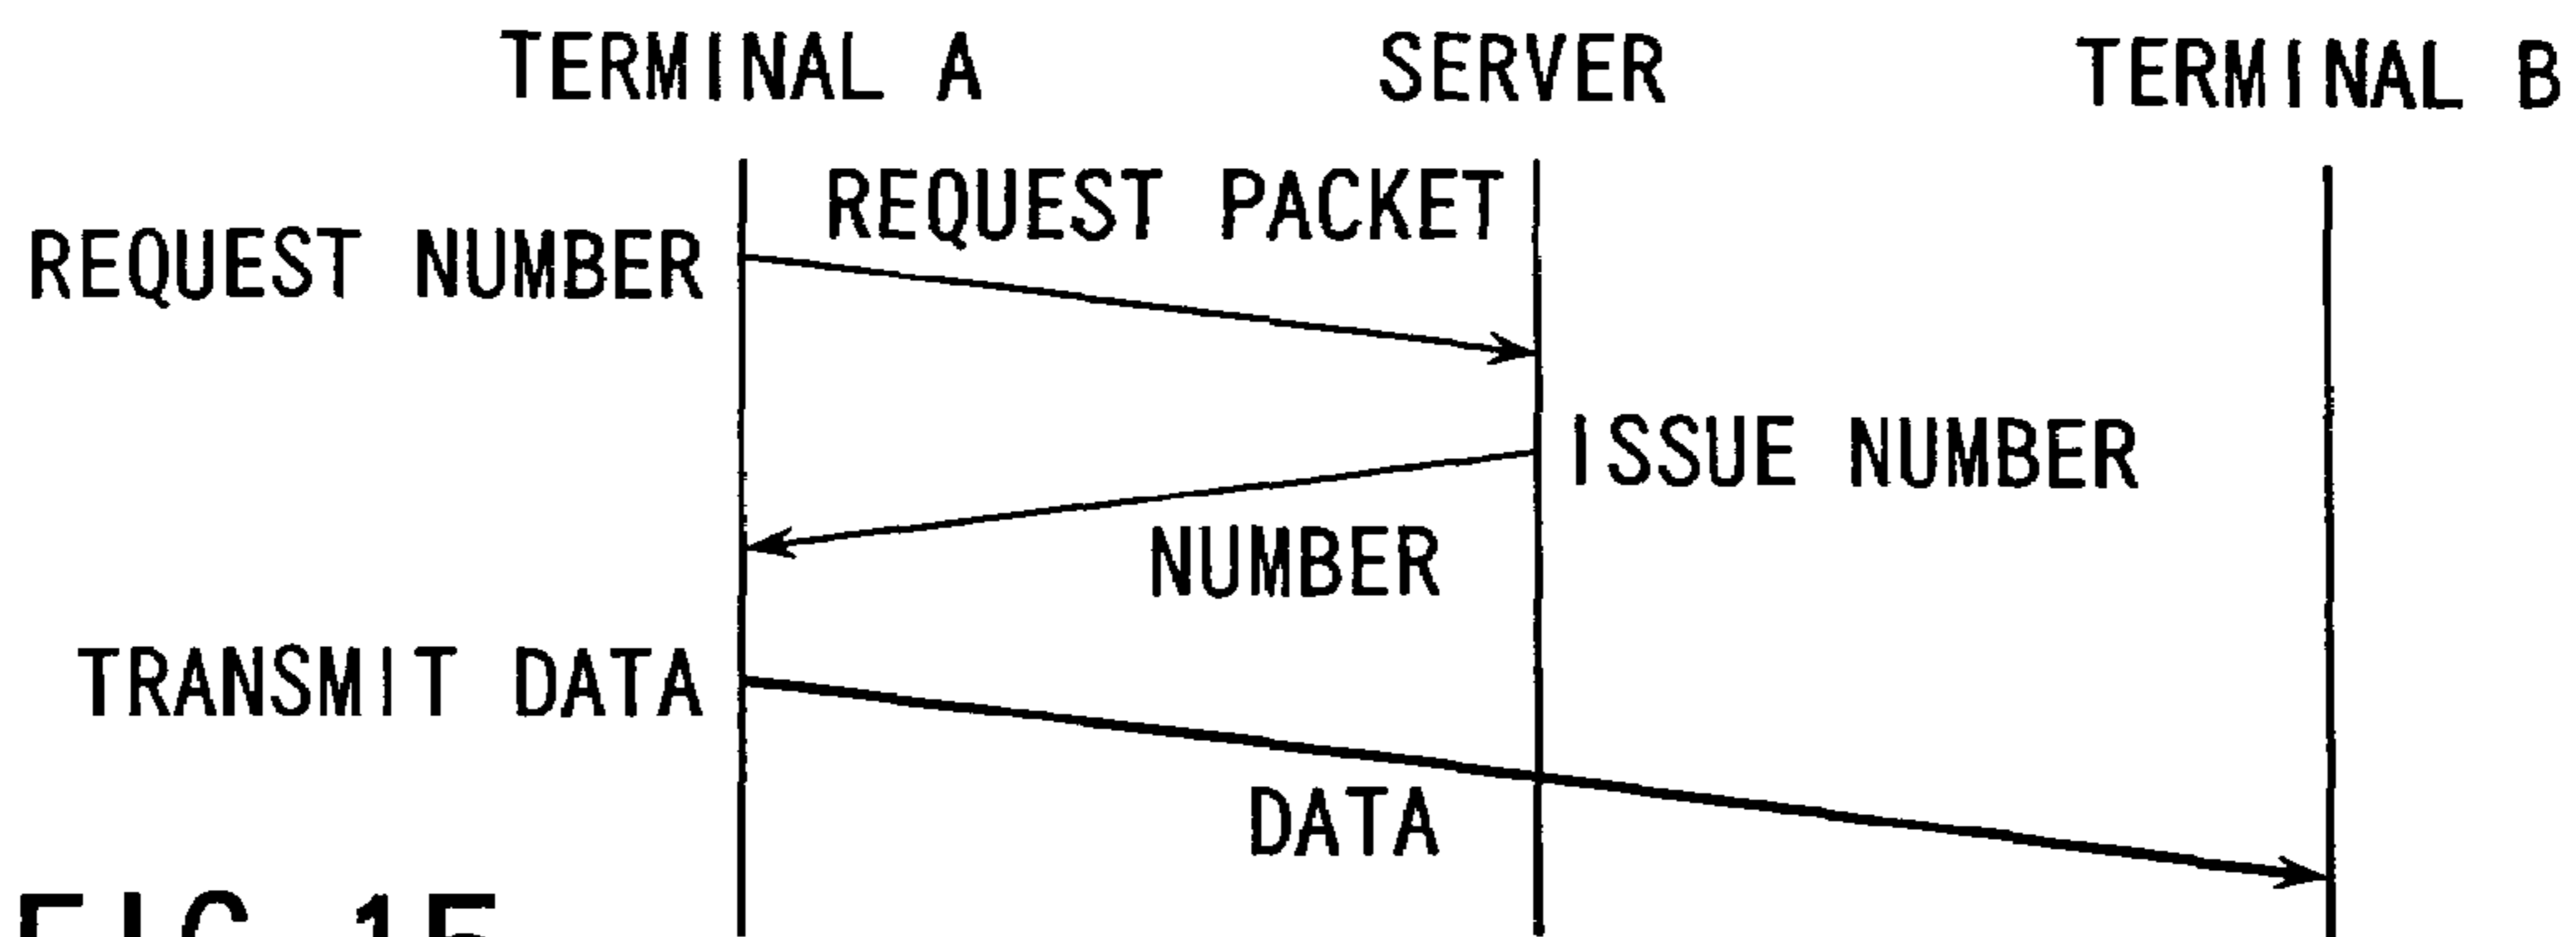 TERMINAL A SERVER TERMINAL B
REQUEST PACKET
REQUEST NUMBER
ISSUE NUMBER
NUMBER
TRANSMIT DATA
DATA